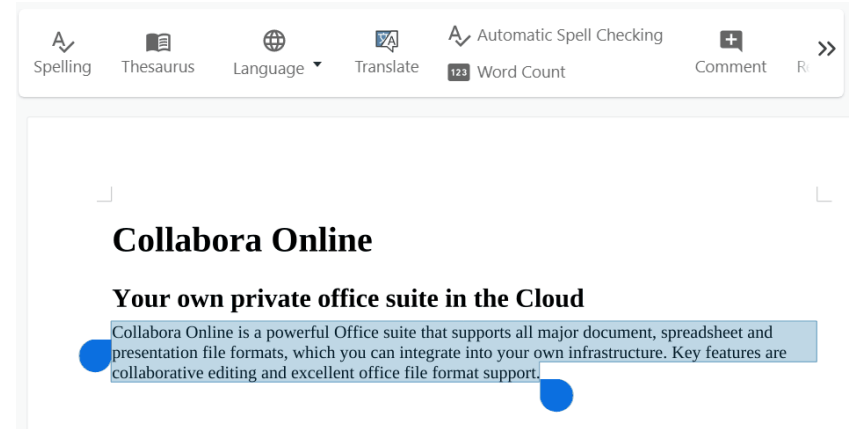 Spelling
Thesaurus
Language
Translate
Automatic Spell Checking
123 Word Count
Comment
Collabora Online
Your own private office suite in the Cloud
Collabora Online is a powerful Office suite that supports all major document, spreadsheet and
presentation file formats, which you can integrate into your own infrastructure. Key features are
collaborative editing and excellent office file format support.